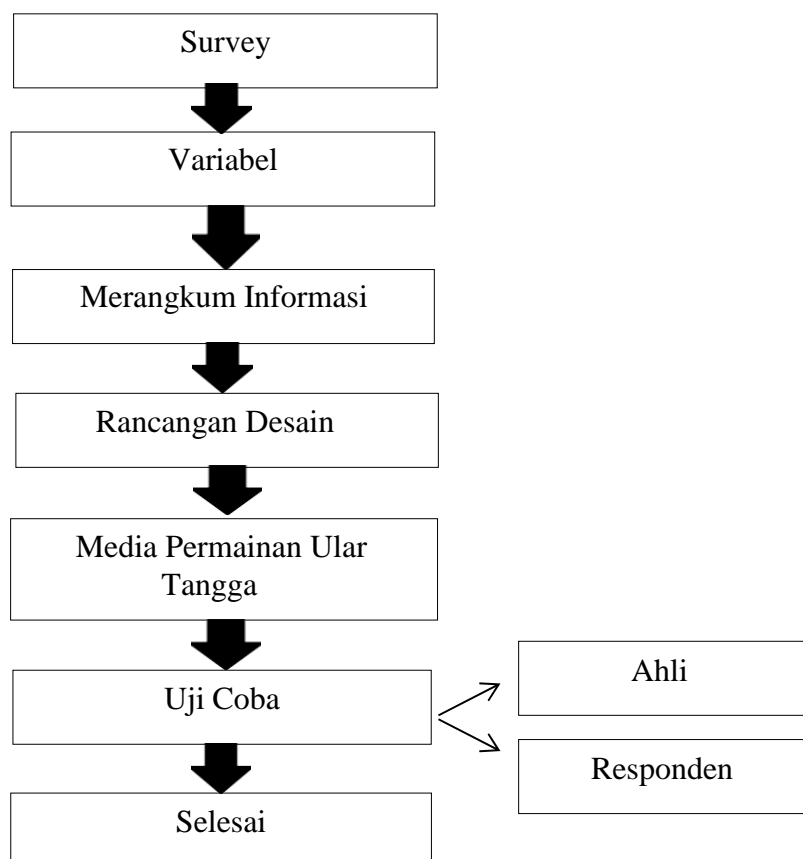 Survey
Variabel
Merangkum Informasi
Rancangan Desain
Media Permainan Ular
Tangga
Uji Coba
Ahli
Responden
Selesai